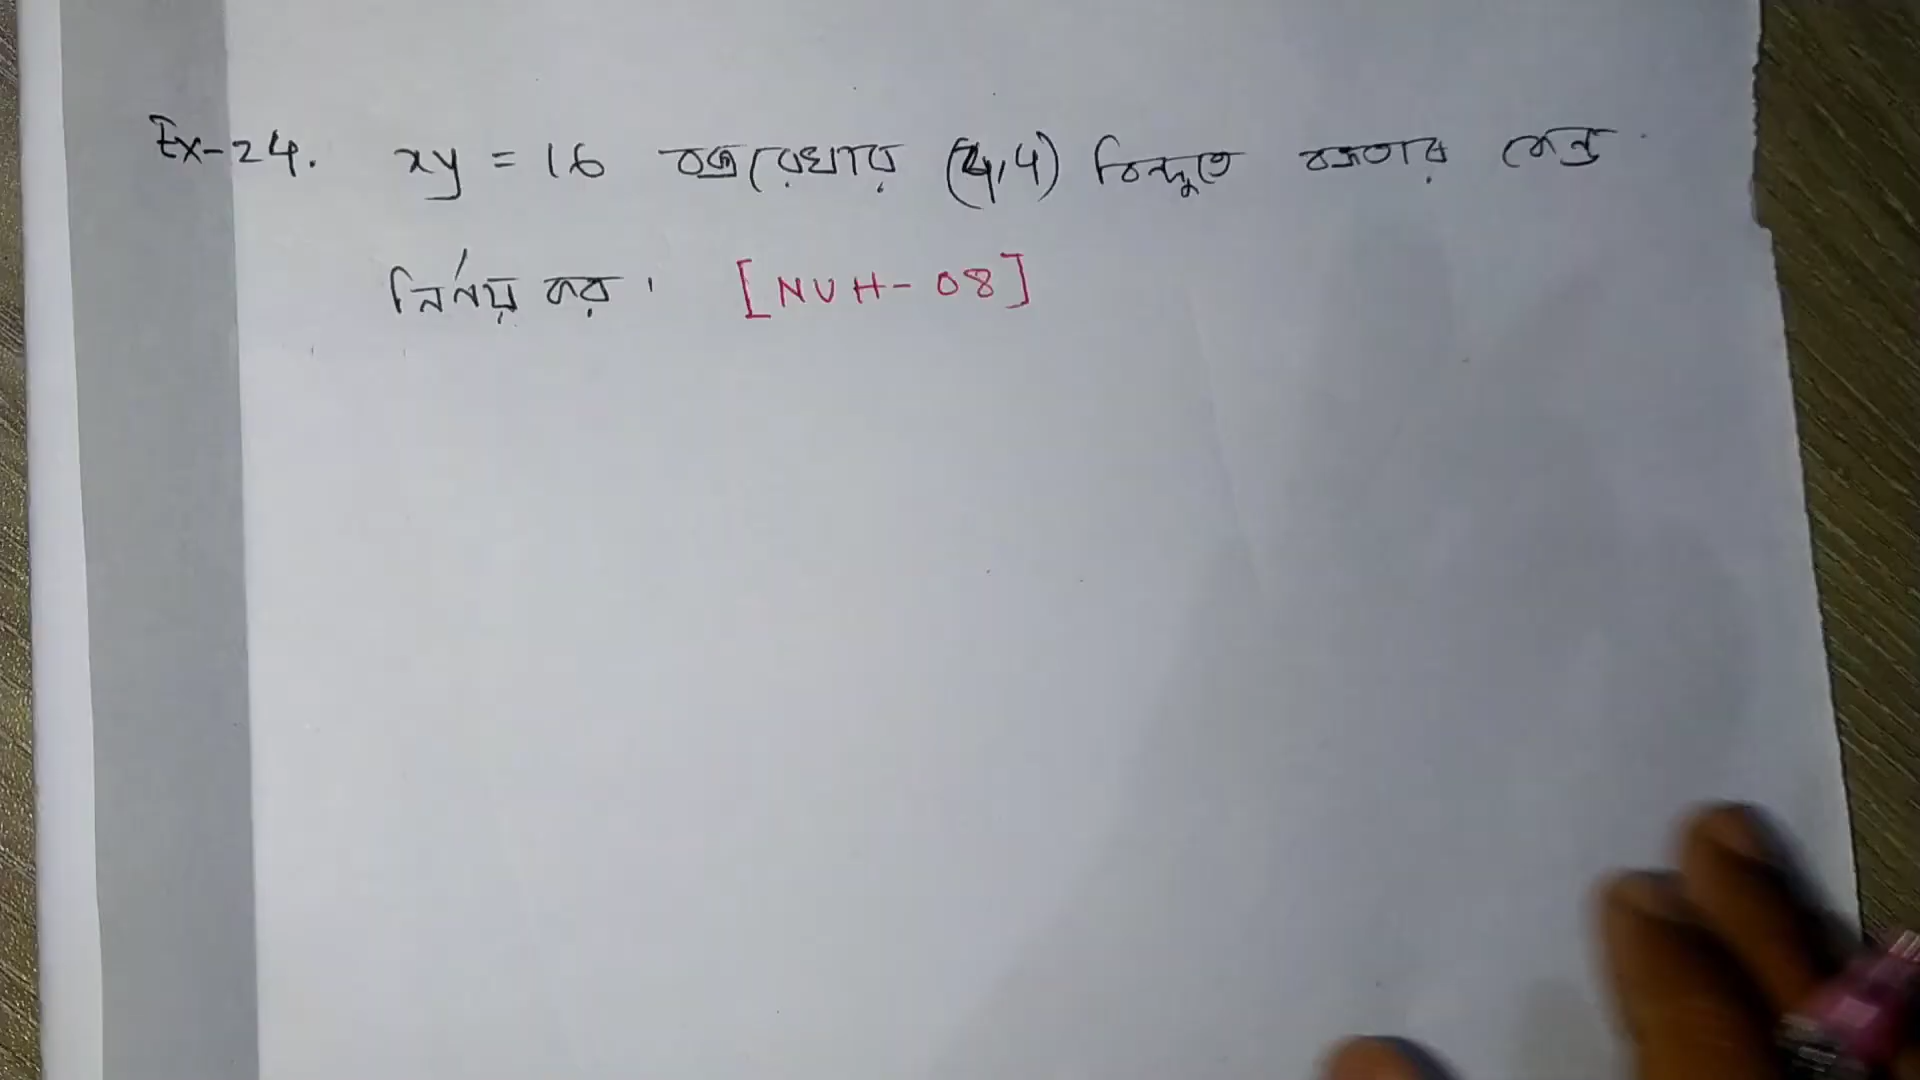 Ex-24. xy = 16 বক্ররেখার (4,4) বিন্দুতে বক্রতার কেন্দ্র
নির্ণয় কর। [NUH-08]